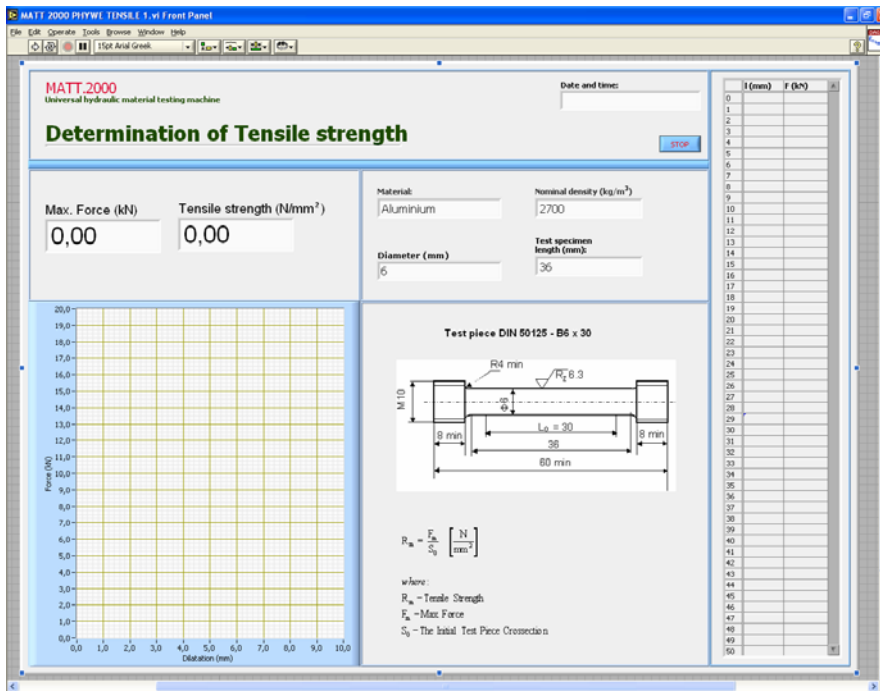 MATT 2000 PHYWE TENSILE 1.vi Front Panel
File Edit Operate Tools Browse Window Help
15pt Arial Greek
MATT.2000
Universal hydraulic material testing machine
Determination of Tensile strength
Date and time:
STOP
Max. Force (kN)
0,00
Tensile strength (N/mm²)
0,00
Material:
Aluminium
Nominal density (kg/m³)
2700
Diameter (mm)
6
Test specimen
length (mm):
36
20,0
19,0
18,0
17,0
16,0
15,0
14,0
13,0
12,0
11,0
10,0
9,0
8,0
7,0
6,0
5,0
4,0
3,0
2,0
1,0
0,0
Force (kN)
0,0 1,0 2,0 3,0 4,0 5,0 6,0 7,0 8,0 9,0 10,0
Dilatation (mm)
Test piece DIN 50125 - B6 x 30
R4 min
Rz 6.3
M10
Φ6
8 min
L₀ = 30
8 min
36
60 min
Rₘ = Fₘ / S₀ [N / mm²]
where:
Rₘ – Tensile Strength
Fₘ – Max Force
S₀ – The Initial Test Piece Crossection
l (mm) F (kN)
0
1
2
3
4
5
6
7
8
9
10
11
12
13
14
15
16
17
18
19
20
21
22
23
24
25
26
27
28
29
30
31
32
33
34
35
36
37
38
39
40
41
42
43
44
45
46
47
48
49
50